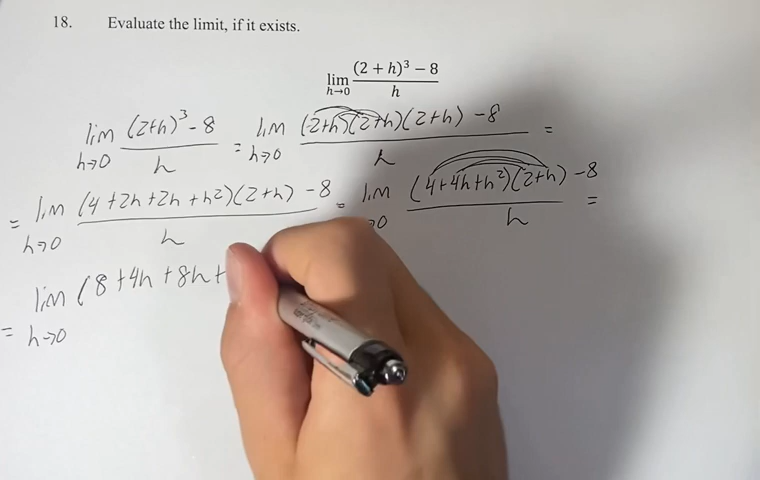 18. Evaluate the limit, if it exists.
lim h→0 (2 + h)³ − 8 / h
lim h→0 (2+h)³ - 8 / h = lim h→0 (2+h)(2+h)(2+h) - 8 / h =
= lim h→0 (4 + 2h + 2h + h²)(2+h) - 8 / h = lim h→0 (4+4h+h²)(2+h) - 8 / h =
= lim h→0 (8 + 4h + 8h +